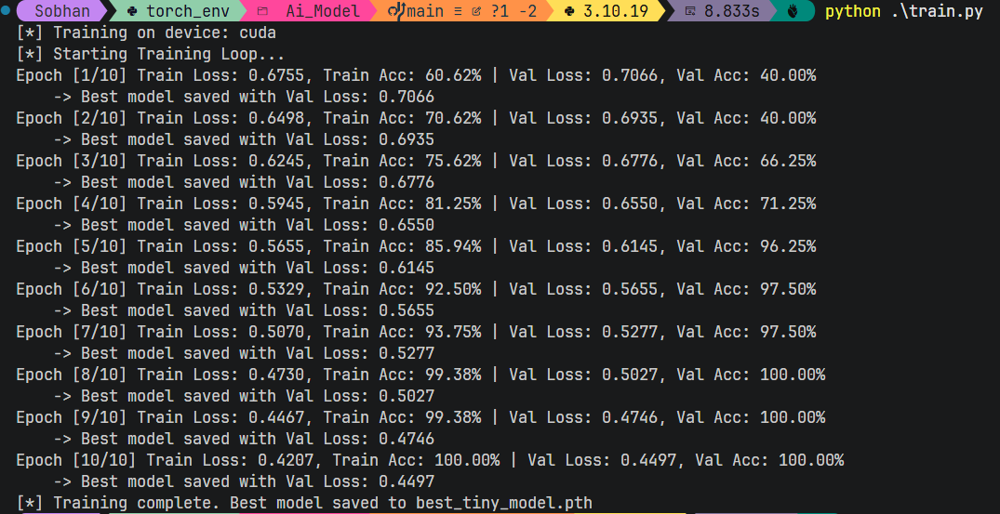 Sobhan torch_env Ai_Model main ≡ ?1 -2 3.10.19 8.833s python .\train.py
[*] Training on device: cuda
[*] Starting Training Loop...
Epoch [1/10] Train Loss: 0.6755, Train Acc: 60.62% | Val Loss: 0.7066, Val Acc: 40.00%
    -> Best model saved with Val Loss: 0.7066
Epoch [2/10] Train Loss: 0.6498, Train Acc: 70.62% | Val Loss: 0.6935, Val Acc: 40.00%
    -> Best model saved with Val Loss: 0.6935
Epoch [3/10] Train Loss: 0.6245, Train Acc: 75.62% | Val Loss: 0.6776, Val Acc: 66.25%
    -> Best model saved with Val Loss: 0.6776
Epoch [4/10] Train Loss: 0.5945, Train Acc: 81.25% | Val Loss: 0.6550, Val Acc: 71.25%
    -> Best model saved with Val Loss: 0.6550
Epoch [5/10] Train Loss: 0.5655, Train Acc: 85.94% | Val Loss: 0.6145, Val Acc: 96.25%
    -> Best model saved with Val Loss: 0.6145
Epoch [6/10] Train Loss: 0.5329, Train Acc: 92.50% | Val Loss: 0.5655, Val Acc: 97.50%
    -> Best model saved with Val Loss: 0.5655
Epoch [7/10] Train Loss: 0.5070, Train Acc: 93.75% | Val Loss: 0.5277, Val Acc: 97.50%
    -> Best model saved with Val Loss: 0.5277
Epoch [8/10] Train Loss: 0.4730, Train Acc: 99.38% | Val Loss: 0.5027, Val Acc: 100.00%
    -> Best model saved with Val Loss: 0.5027
Epoch [9/10] Train Loss: 0.4467, Train Acc: 99.38% | Val Loss: 0.4746, Val Acc: 100.00%
    -> Best model saved with Val Loss: 0.4746
Epoch [10/10] Train Loss: 0.4207, Train Acc: 100.00% | Val Loss: 0.4497, Val Acc: 100.00%
    -> Best model saved with Val Loss: 0.4497
[*] Training complete. Best model saved to best_tiny_model.pth